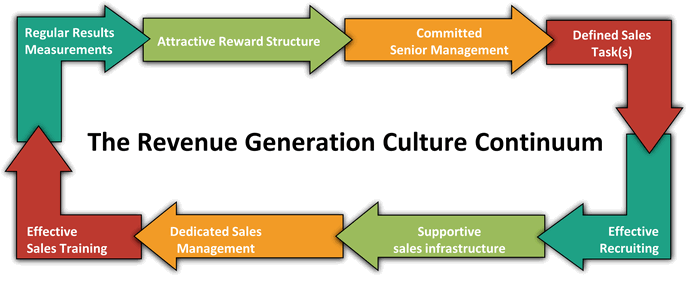 Regular Results
Measurements
Attractive Reward Structure
Committed
Senior Management
Defined Sales
Task(s)
The Revenue Generation Culture Continuum
Effective
Sales Training
Dedicated Sales
Management
Supportive
sales infrastructure
Effective
Recruiting